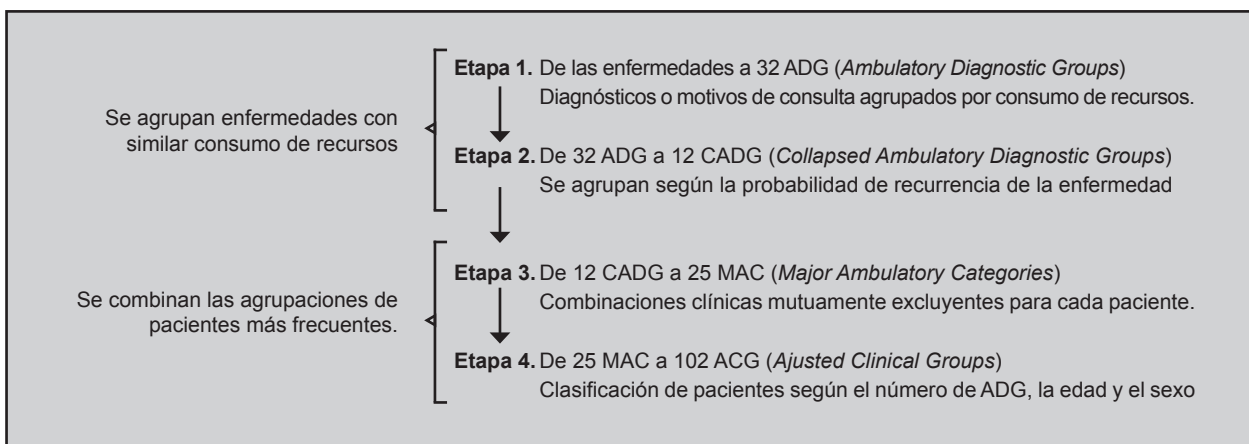 Se agrupan enfermedades con
similar consumo de recursos
Etapa 1. De las enfermedades a 32 ADG (Ambulatory Diagnostic Groups)
Diagnósticos o motivos de consulta agrupados por consumo de recursos.
Etapa 2. De 32 ADG a 12 CADG (Collapsed Ambulatory Diagnostic Groups)
Se agrupan según la probabilidad de recurrencia de la enfermedad
Se combinan las agrupaciones de
pacientes más frecuentes.
Etapa 3. De 12 CADG a 25 MAC (Major Ambulatory Categories)
Combinaciones clínicas mutuamente excluyentes para cada paciente.
Etapa 4. De 25 MAC a 102 ACG (Ajusted Clinical Groups)
Clasificación de pacientes según el número de ADG, la edad y el sexo